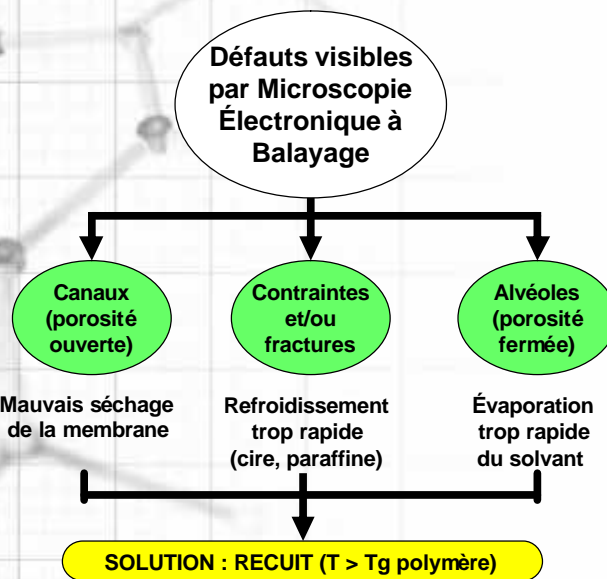 Défauts visibles
par Microscopie
Électronique à
Balayage
Canaux
(porosité
ouverte)
Contraintes
et/ou
fractures
Alvéoles
(porosité
fermée)
Mauvais séchage
de la membrane
Refroidissement
trop rapide
(cire, paraffine)
Évaporation
trop rapide
du solvant
SOLUTION : RECUIT (T > Tg polymère)